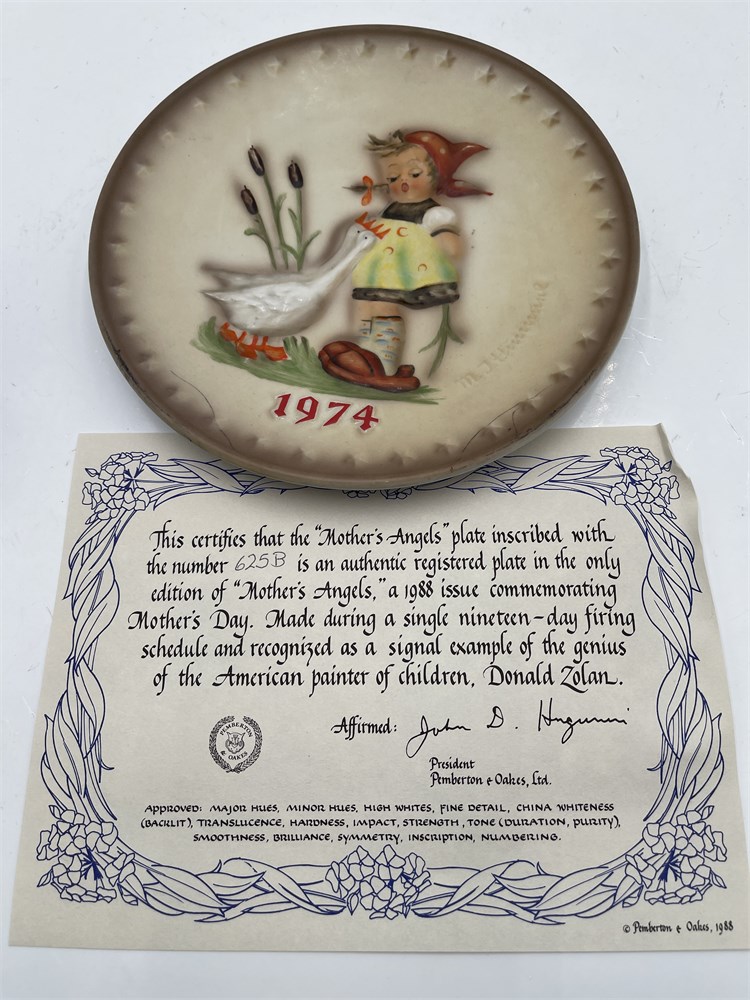 M.J. Hummel
1974
This certifies that the "Mother's Angels" plate inscribed with
the number 625B is an authentic registered plate in the only
edition of "Mother's Angels," a 1988 issue commemorating
Mother's Day. Made during a single nineteen-day firing
schedule and recognized as a signal example of the genius
of the American painter of children, Donald Zolan.
PEMBERTON & OAKES
Affirmed: John D. Hugunin
President
Pemberton & Oakes, Ltd.
APPROVED: MAJOR HUES, MINOR HUES, HIGH WHITES, FINE DETAIL, CHINA WHITENESS
(BACKLIT), TRANSLUCENCE, HARDNESS, IMPACT, STRENGTH, TONE (DURATION, PURITY),
SMOOTHNESS, BRILLIANCE, SYMMETRY, INSCRIPTION, NUMBERING.
© Pemberton & Oakes, 1988